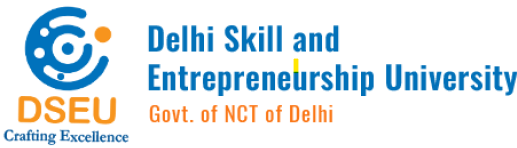 DSEU
Crafting Excellence
Delhi Skill and
Entrepreneurship University
Govt. of NCT of Delhi